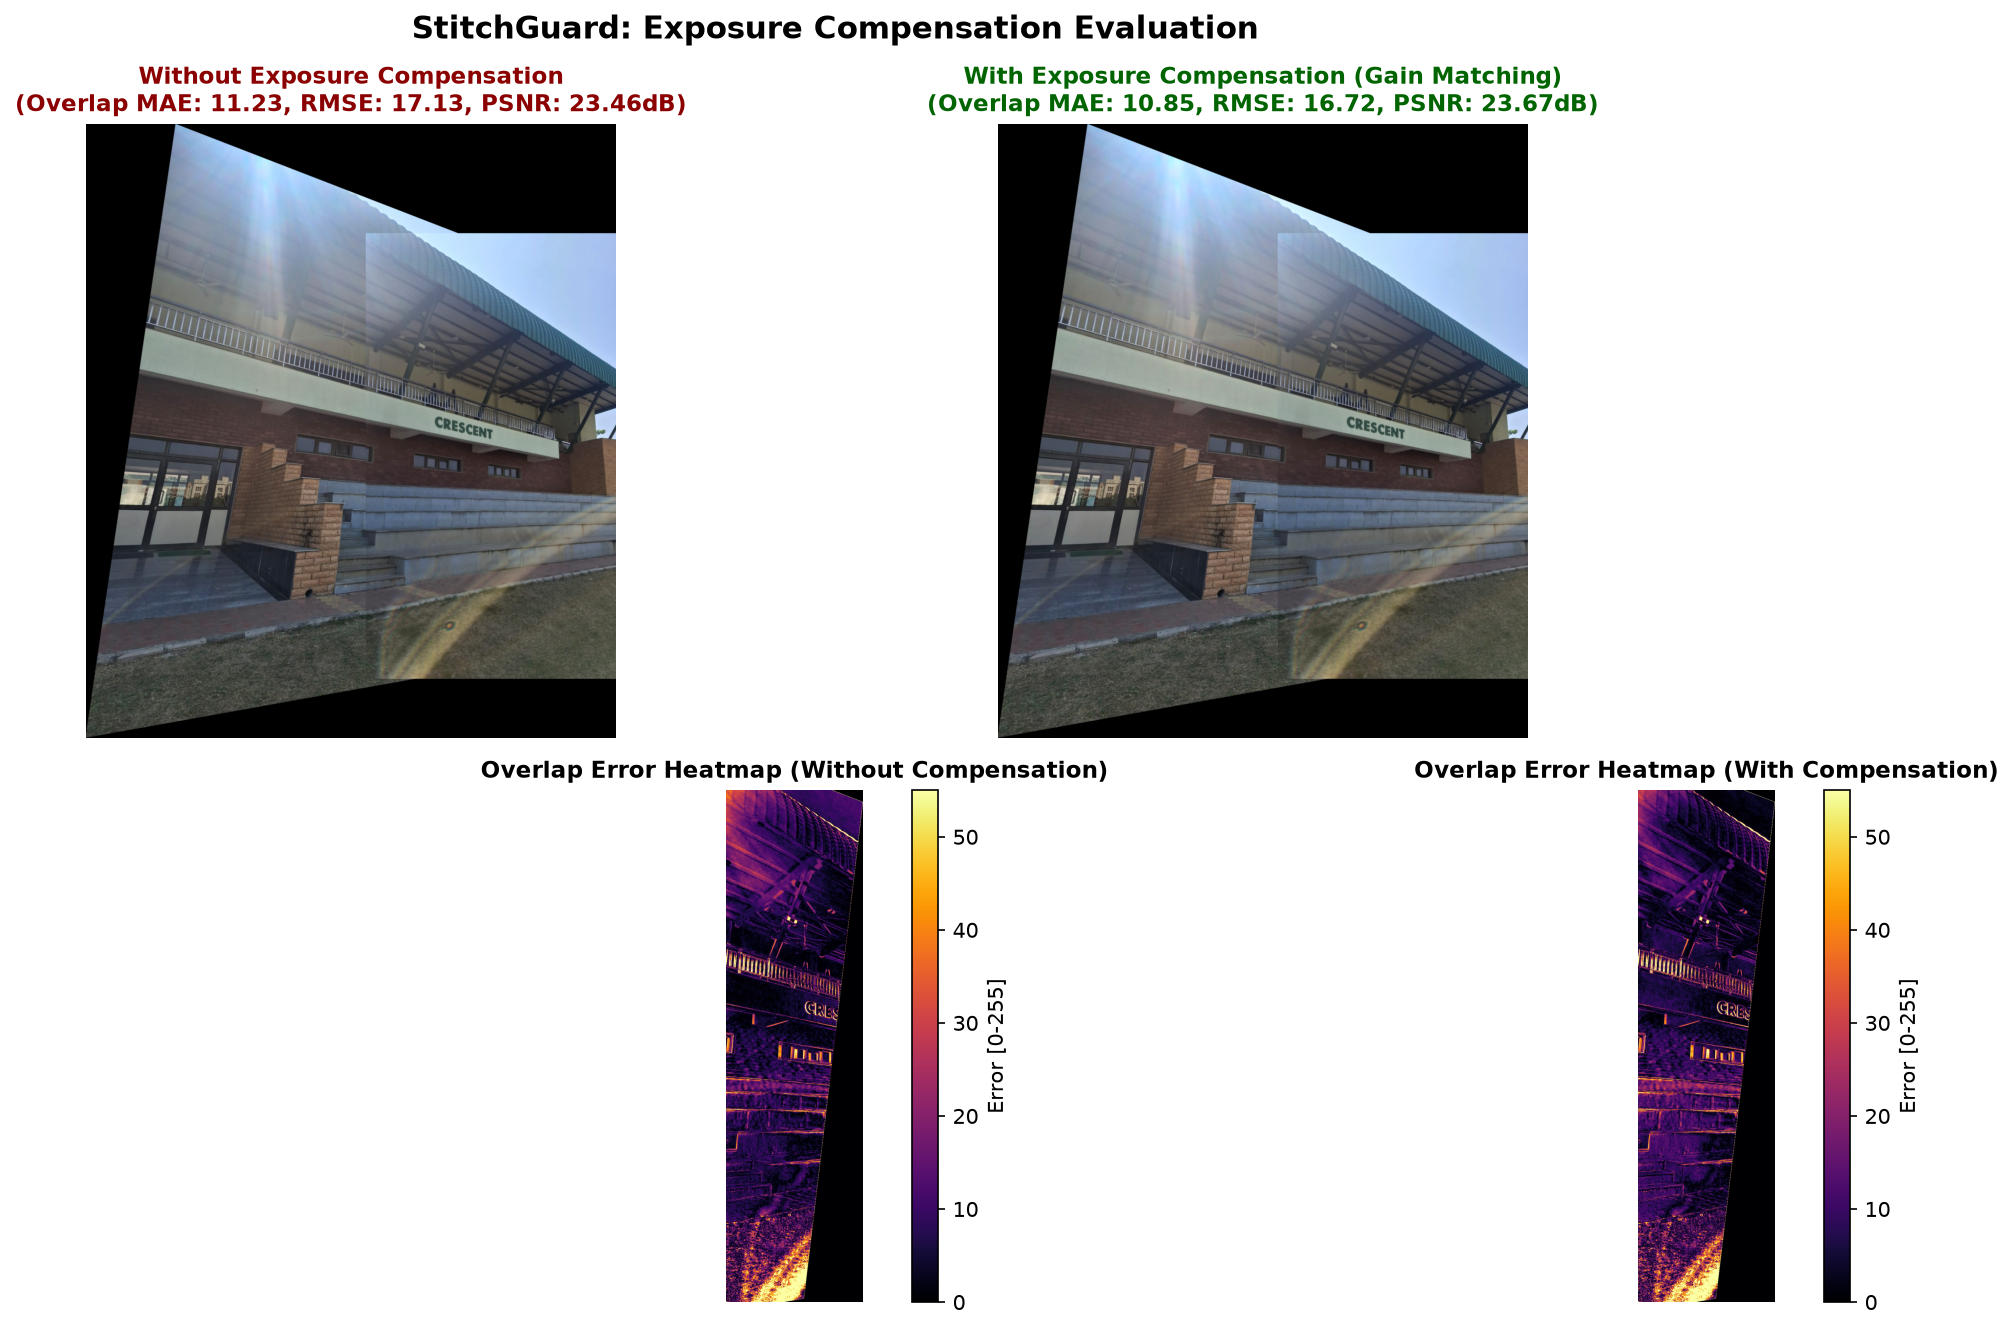 StitchGuard: Exposure Compensation Evaluation
Without Exposure Compensation
(Overlap MAE: 11.23, RMSE: 17.13, PSNR: 23.46dB)
With Exposure Compensation (Gain Matching)
(Overlap MAE: 10.85, RMSE: 16.72, PSNR: 23.67dB)
CRESCENT
CRESCENT
Overlap Error Heatmap (Without Compensation)
CRES
50
40
30
20
10
0
Error [0-255]
Overlap Error Heatmap (With Compensation)
CRES
50
40
30
20
10
0
Error [0-255]